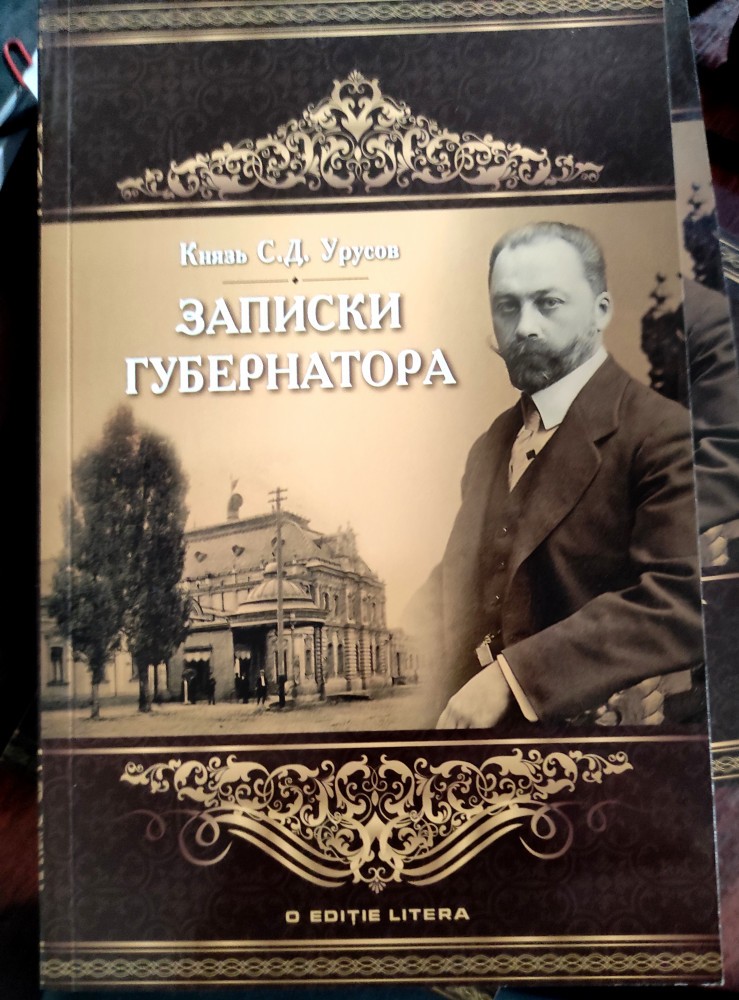 Князь С.Д. Урусов
ЗАПИСКИ
ГУБЕРНАТОРА
O EDIȚIE LITERA